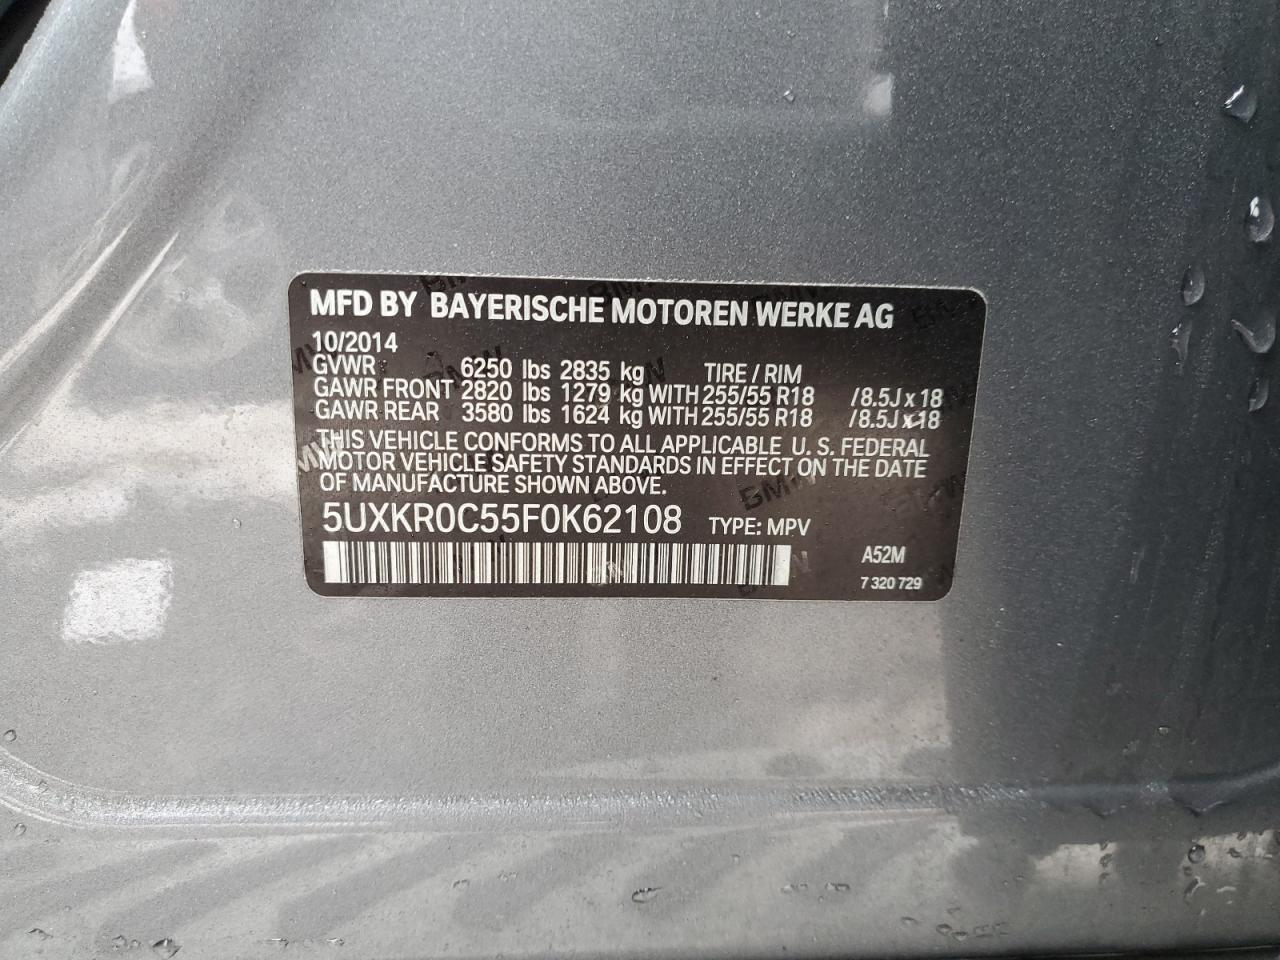 MFD BY BAYERISCHE MOTOREN WERKE AG
10/2014
GVWR 6250 lbs 2835 kg TIRE / RIM
GAWR FRONT 2820 lbs 1279 kg WITH 255/55 R18 / 8.5J x 18
GAWR REAR 3580 lbs 1624 kg WITH 255/55 R18 / 8.5J x 18
THIS VEHICLE CONFORMS TO ALL APPLICABLE U. S. FEDERAL
MOTOR VEHICLE SAFETY STANDARDS IN EFFECT ON THE DATE
OF MANUFACTURE SHOWN ABOVE.
5UXKR0C55F0K62108 TYPE: MPV
A52M
7 320 729